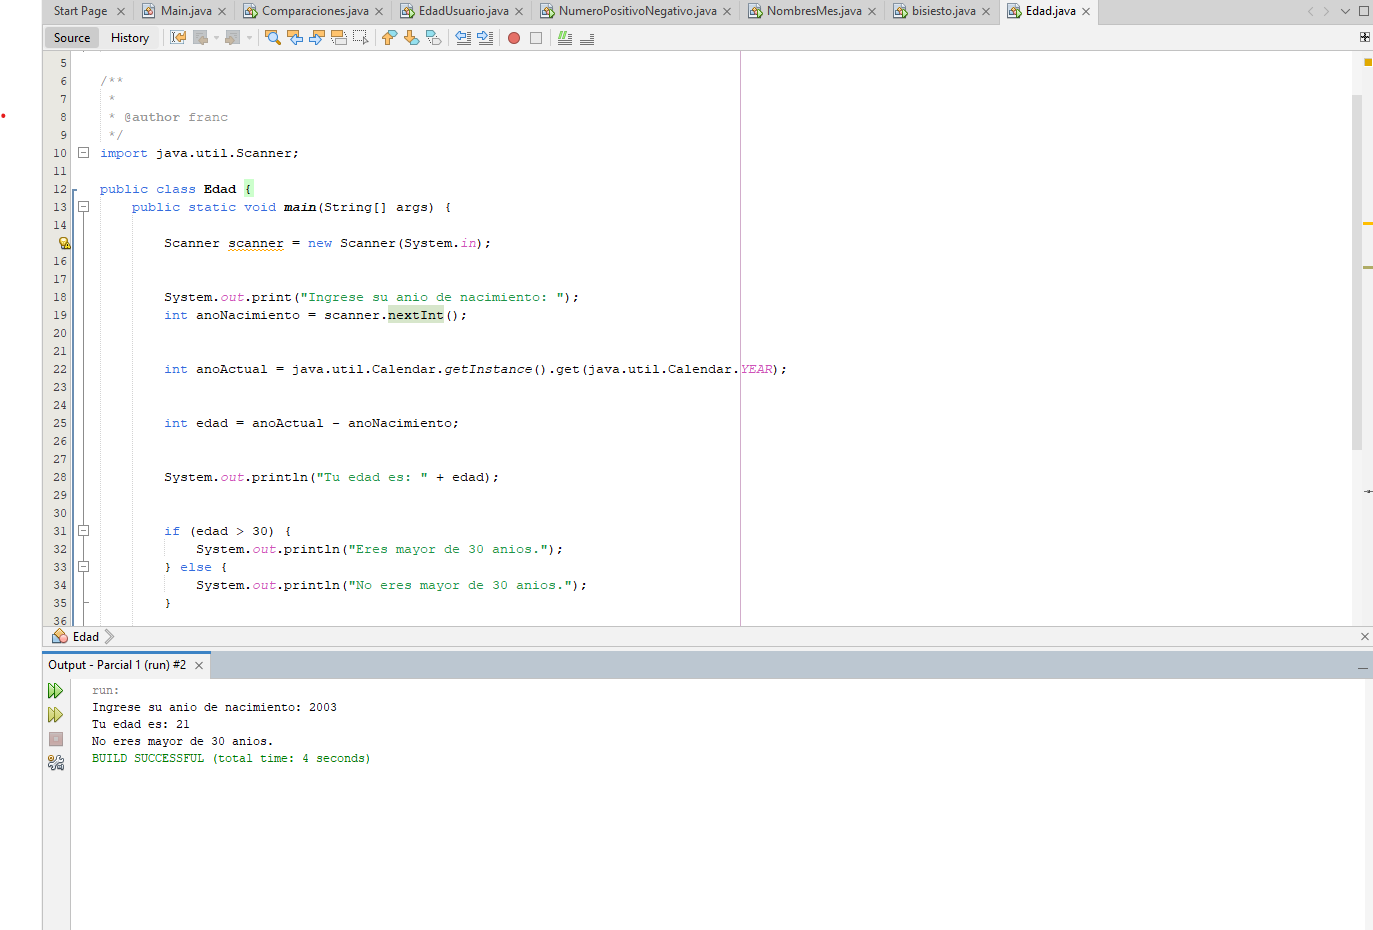 Start Page Main.java Comparaciones.java EdadUsuario.java NumeroPositivoNegativo.java NombresMes.java bisiesto.java Edad.java
Source History
5
6 /**
7 *
8 * @author franc
9 */
10 import java.util.Scanner;
11
12 public class Edad {
13 public static void main(String[] args) {
14
Scanner scanner = new Scanner(System.in);
16
17
18 System.out.print("Ingrese su anio de nacimiento: ");
19 int anoNacimiento = scanner.nextInt();
20
21
22 int anoActual = java.util.Calendar.getInstance().get(java.util.Calendar.YEAR);
23
24
25 int edad = anoActual - anoNacimiento;
26
27
28 System.out.println("Tu edad es: " + edad);
29
30
31 if (edad > 30) {
32 System.out.println("Eres mayor de 30 anios.");
33 } else {
34 System.out.println("No eres mayor de 30 anios.");
35 }
36
Edad
Output - Parcial 1 (run) #2
run:
Ingrese su anio de nacimiento: 2003
Tu edad es: 21
No eres mayor de 30 anios.
BUILD SUCCESSFUL (total time: 4 seconds)